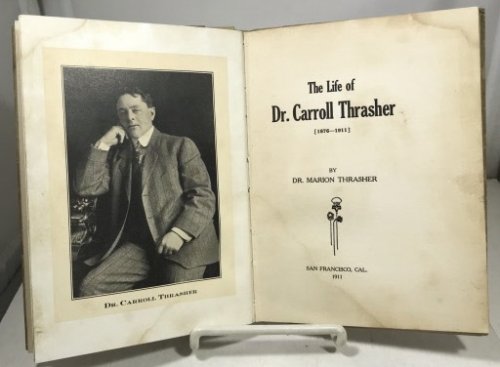 DR. CARROLL THRASHER
The Life of
Dr. Carroll Thrasher
[1876—1911]
BY
DR. MARION THRASHER
SAN FRANCISCO, CAL.
1911